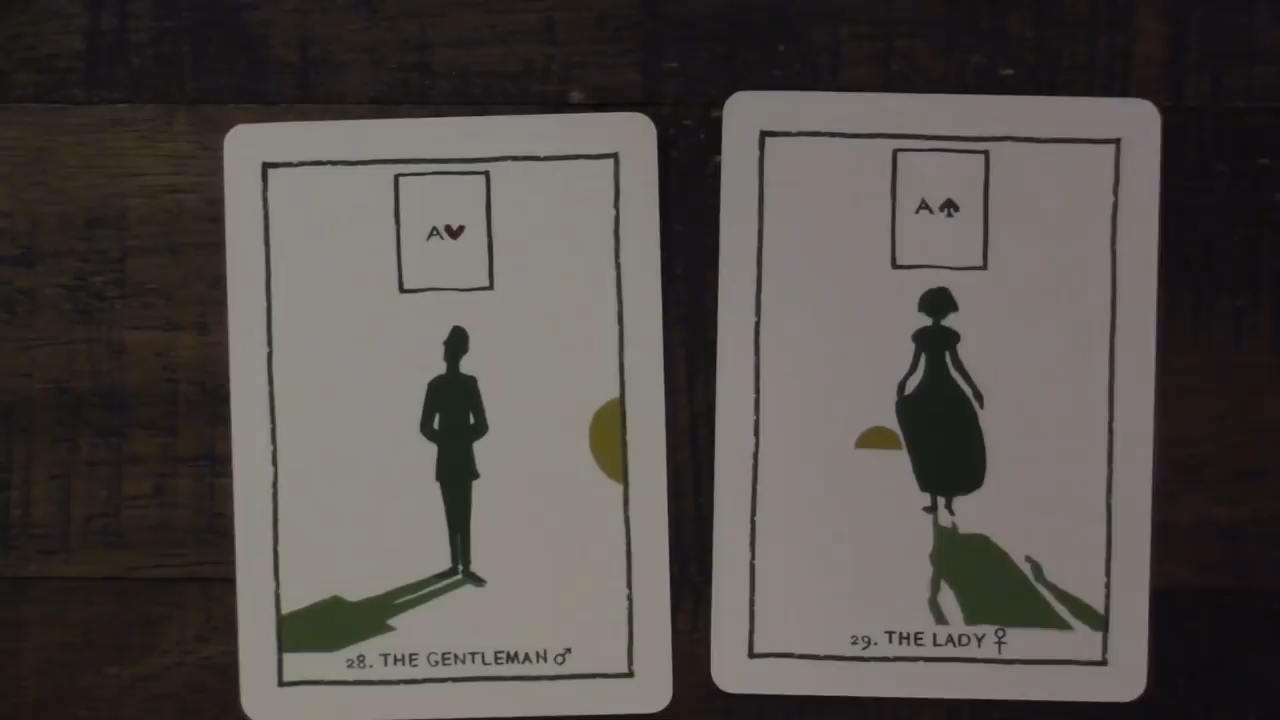 A♥
28. THE GENTLEMAN ♂
A♠
29. THE LADY ♀